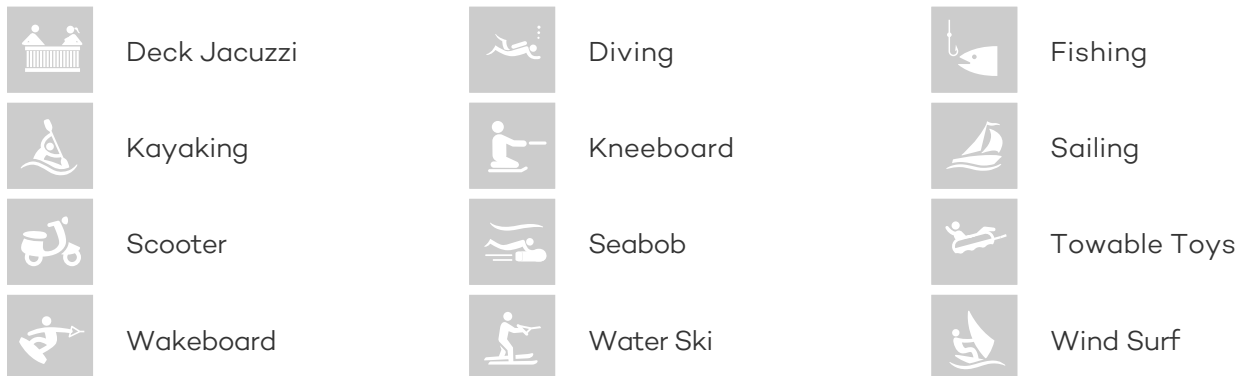 Deck Jacuzzi
Diving
Fishing
Kayaking
Kneeboard
Sailing
Scooter
Seabob
Towable Toys
Wakeboard
Water Ski
Wind Surf